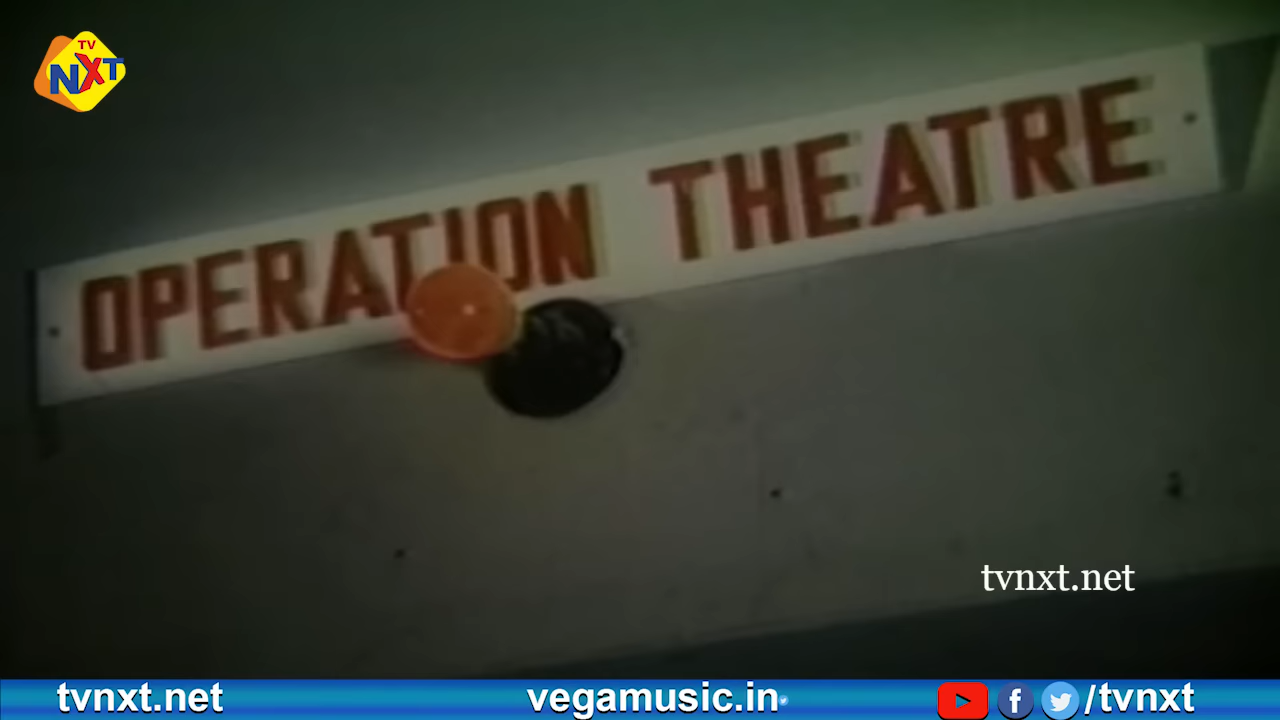 TV
NXT
OPERATION THEATRE
tvnxt.net
tvnxt.net
vegamusic.in
/tvnxt